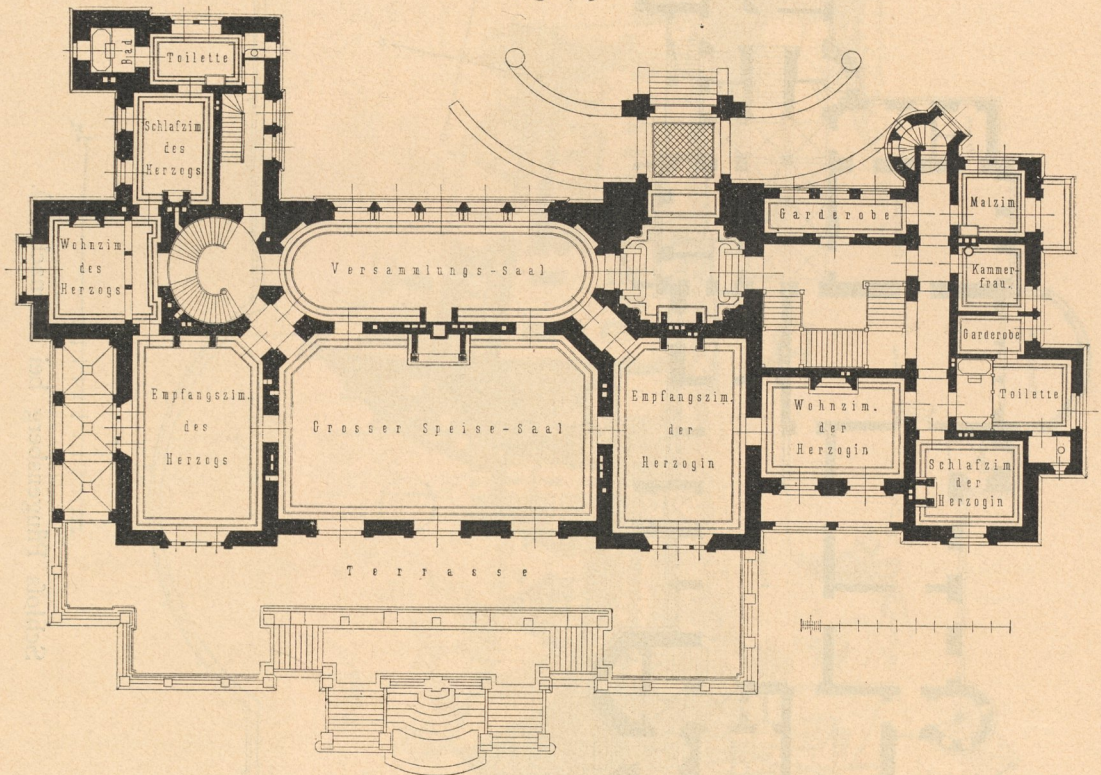 Bad
Toilette
Schlafzim.
des
Herzogs
Wohnzim.
des
Herzogs
Versammlungs-Saal
Garderobe
Malzim.
Kammer-
frau.
Garderobe
Toilette
Empfangszim.
des
Herzogs
Grosser Speise-Saal
Empfangszim.
der
Herzogin
Wohnzim.
der
Herzogin
Schlafzim.
der
Herzogin
Terrasse